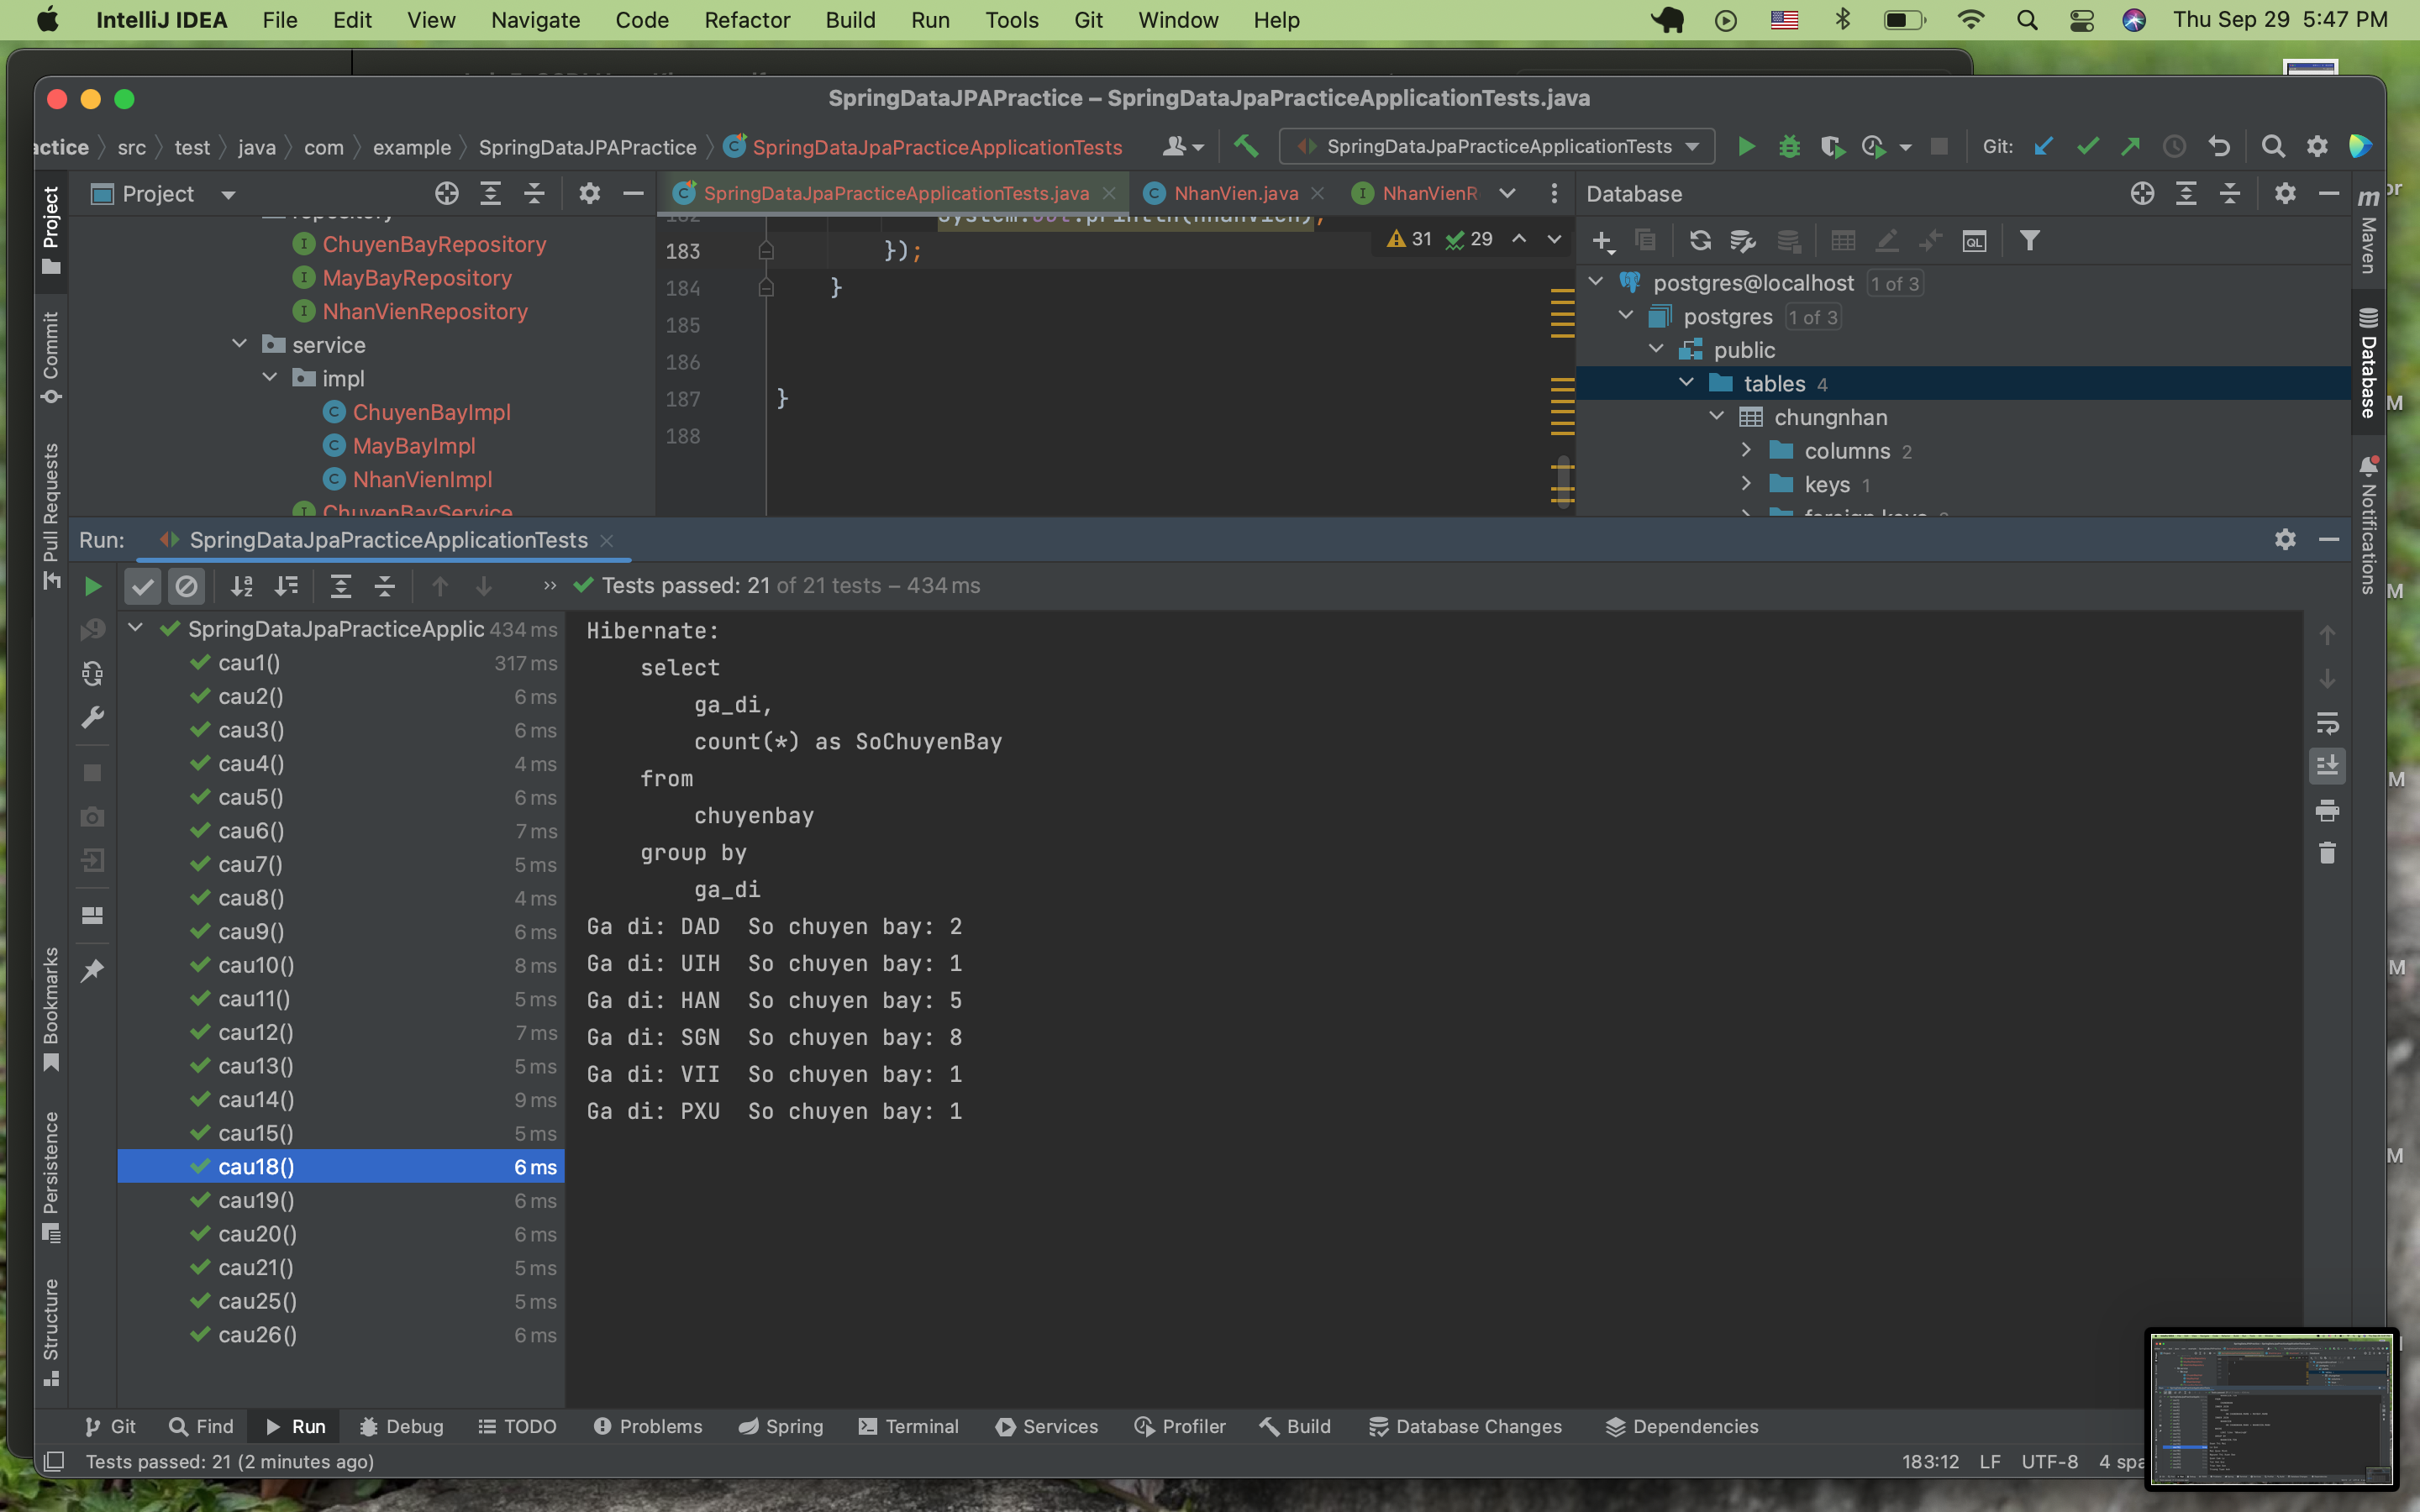 IntelliJ IDEA File Edit View Navigate Code Refactor Build Run Tools Git Window Help Thu Sep 29 5:47 PM
SpringDataJPAPractice – SpringDataJpaPracticeApplicationTests.java
actice src test java com example SpringDataJPAPractice SpringDataJpaPracticeApplicationTests SpringDataJpaPracticeApplicationTests Git:
Project SpringDataJpaPracticeApplicationTests.java NhanVien.java NhanVienR Database
repository
182 System.out.println(nhanVien);
ChuyenBayRepository
183 }); 31 29
MayBayRepository
184 }
NhanVienRepository
185
service
186
impl
187 }
ChuyenBayImpl
188
MayBayImpl
NhanVienImpl
ChuyenBayService
postgres@localhost 1 of 3
postgres 1 of 3
public
tables 4
chungnhan
columns 2
keys 1
foreign keys
Project
Commit
Pull Requests
Bookmarks
Persistence
Structure
m Maven
Database
Notifications
Run: SpringDataJpaPracticeApplicationTests
Tests passed: 21 of 21 tests – 434 ms
SpringDataJpaPracticeApplic 434 ms
cau1() 317 ms
cau2() 6 ms
cau3() 6 ms
cau4() 4 ms
cau5() 6 ms
cau6() 7 ms
cau7() 5 ms
cau8() 4 ms
cau9() 6 ms
cau10() 8 ms
cau11() 5 ms
cau12() 7 ms
cau13() 5 ms
cau14() 9 ms
cau15() 5 ms
cau18() 6 ms
cau19() 6 ms
cau20() 6 ms
cau21() 5 ms
cau25() 5 ms
cau26() 6 ms
Hibernate:
select
ga_di,
count(*) as SoChuyenBay
from
chuyenbay
group by
ga_di
Ga di: DAD So chuyen bay: 2
Ga di: UIH So chuyen bay: 1
Ga di: HAN So chuyen bay: 5
Ga di: SGN So chuyen bay: 8
Ga di: VII So chuyen bay: 1
Ga di: PXU So chuyen bay: 1
Git Find Run Debug TODO Problems Spring Terminal Services Profiler Build Database Changes Dependencies
Tests passed: 21 (2 minutes ago) 183:12 LF UTF-8 4 spa